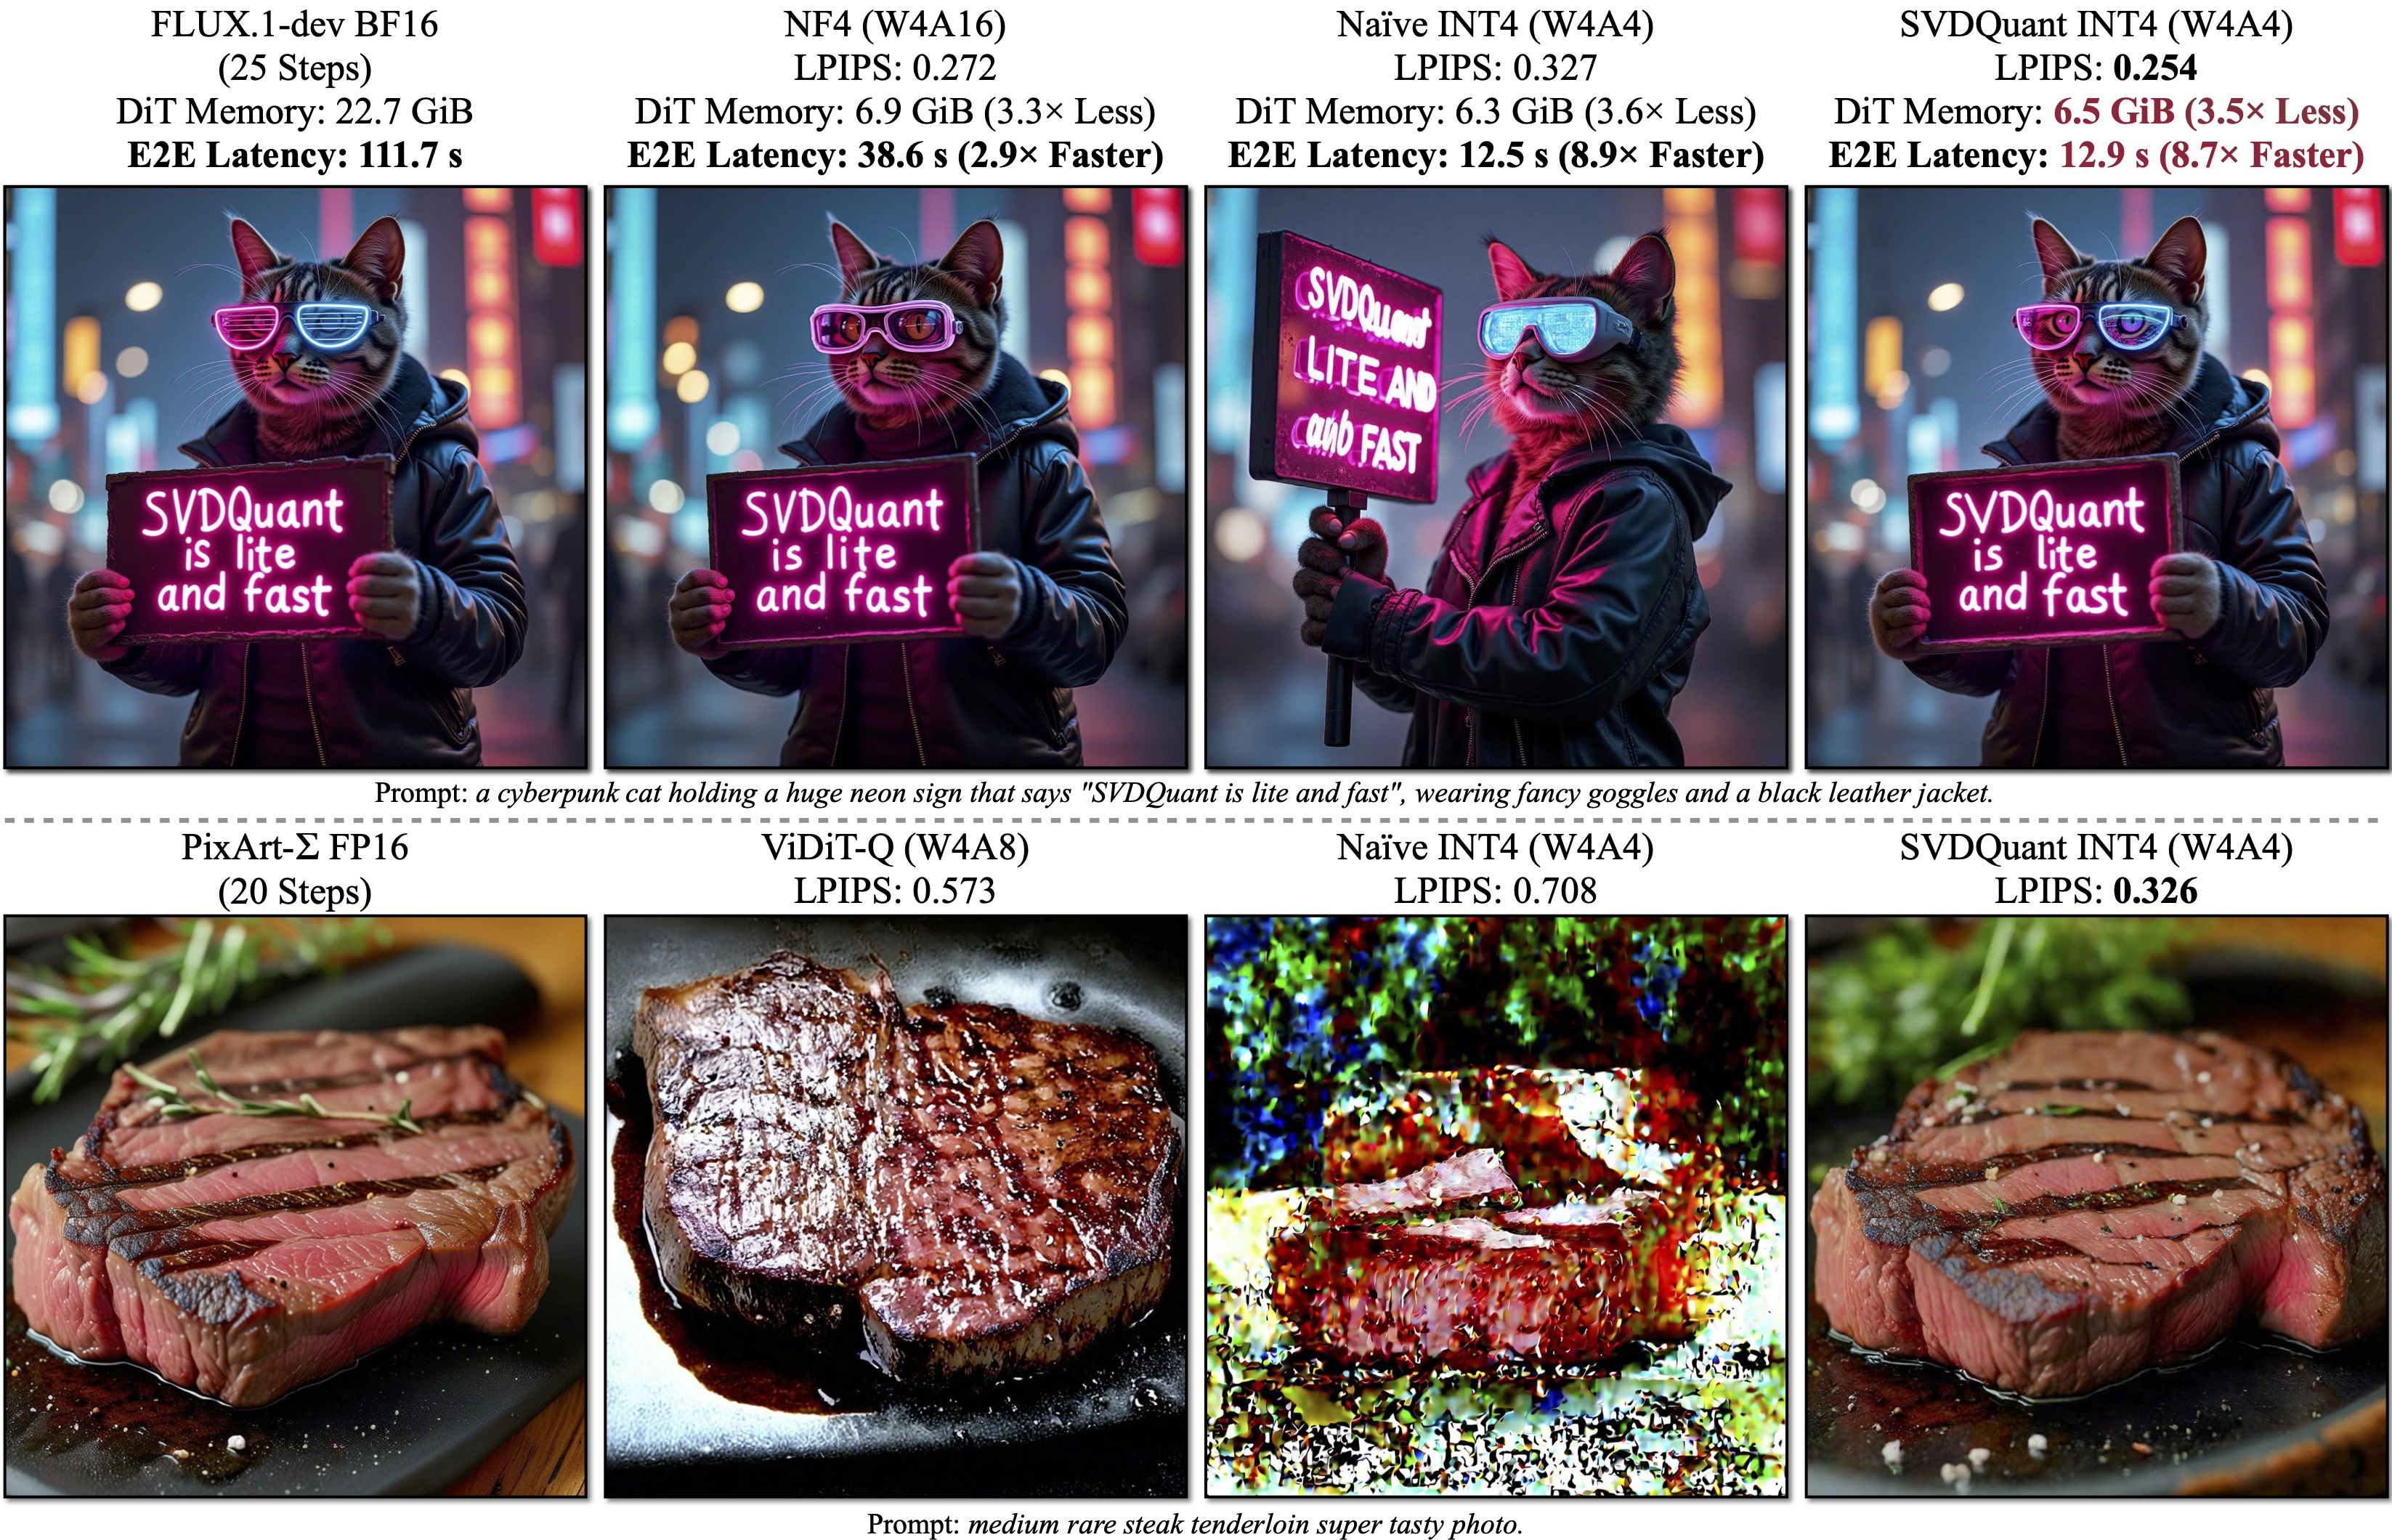 FLUX.1-dev BF16
(25 Steps)
DiT Memory: 22.7 GiB
E2E Latency: 111.7 s
NF4 (W4A16)
LPIPS: 0.272
DiT Memory: 6.9 GiB (3.3× Less)
E2E Latency: 38.6 s (2.9× Faster)
Naïve INT4 (W4A4)
LPIPS: 0.327
DiT Memory: 6.3 GiB (3.6× Less)
E2E Latency: 12.5 s (8.9× Faster)
SVDQuant INT4 (W4A4)
LPIPS: 0.254
DiT Memory: 6.5 GiB (3.5× Less)
E2E Latency: 12.9 s (8.7× Faster)
SVDQuant
is lite
and fast
SVDQuant
is lite
and fast
SVDQuant
LITE AND
and FAST
SVDQuant
is lite
and fast
Prompt: a cyberpunk cat holding a huge neon sign that says "SVDQuant is lite and fast", wearing fancy goggles and a black leather jacket.
PixArt-Σ FP16
(20 Steps)
ViDiT-Q (W4A8)
LPIPS: 0.573
Naïve INT4 (W4A4)
LPIPS: 0.708
SVDQuant INT4 (W4A4)
LPIPS: 0.326
Prompt: medium rare steak tenderloin super tasty photo.